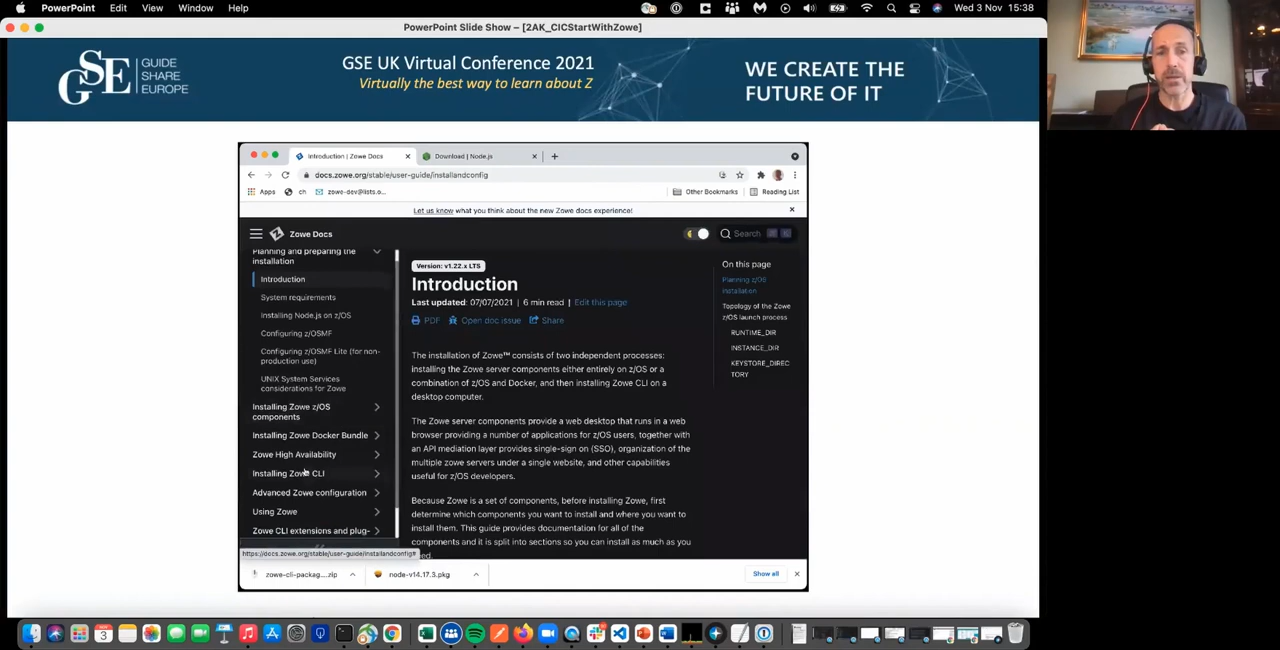 PowerPoint Edit View Window Help Wed 3 Nov 15:38
PowerPoint Slide Show – [2AK_CICStartWithZowe]
GSE
GUIDE
SHARE
EUROPE
GSE UK Virtual Conference 2021
Virtually the best way to learn about Z
WE CREATE THE
FUTURE OF IT
Introduction | Zowe Docs
Download | Node.js
docs.zowe.org/stable/user-guide/installandconfig
Apps ch zowe-dev@lists.o... Other Bookmarks Reading List
Let us know what you think about the new Zowe docs experience!
Zowe Docs
Search
Planning and preparing the
installation
Introduction
System requirements
Installing Node.js on z/OS
Configuring z/OSMF
Configuring z/OSMF Lite (for non-
production use)
UNIX System Services
considerations for Zowe
Installing Zowe z/OS
components
Installing Zowe Docker Bundle
Zowe High Availability
Installing Zowe CLI
Advanced Zowe configuration
Using Zowe
Zowe CLI extensions and plug-
https://docs.zowe.org/stable/user-guide/installandconfig#
Version: v1.22.x LTS
Introduction
Last updated: 07/07/2021 | 6 min read | Edit this page
PDF Open doc issue Share
The installation of Zowe™ consists of two independent processes:
installing the Zowe server components either entirely on z/OS or a
combination of z/OS and Docker, and then installing Zowe CLI on a
desktop computer.
The Zowe server components provide a web desktop that runs in a web
browser providing a number of applications for z/OS users, together with
an API mediation layer provides single-sign on (SSO), organization of the
multiple zowe servers under a single website, and other capabilities
useful for z/OS developers.
Because Zowe is a set of components, before installing Zowe, first
determine which components you want to install and where you want to
install them. This guide provides documentation for all of the
components and it is split into sections so you can install as much as you
need.
On this page
Planning z/OS
installation
Topology of the Zowe
z/OS launch process
RUNTIME_DIR
INSTANCE_DIR
KEYSTORE_DIREC
TORY
zowe-cli-packag....zip
node-v14.17.3.pkg
Show all